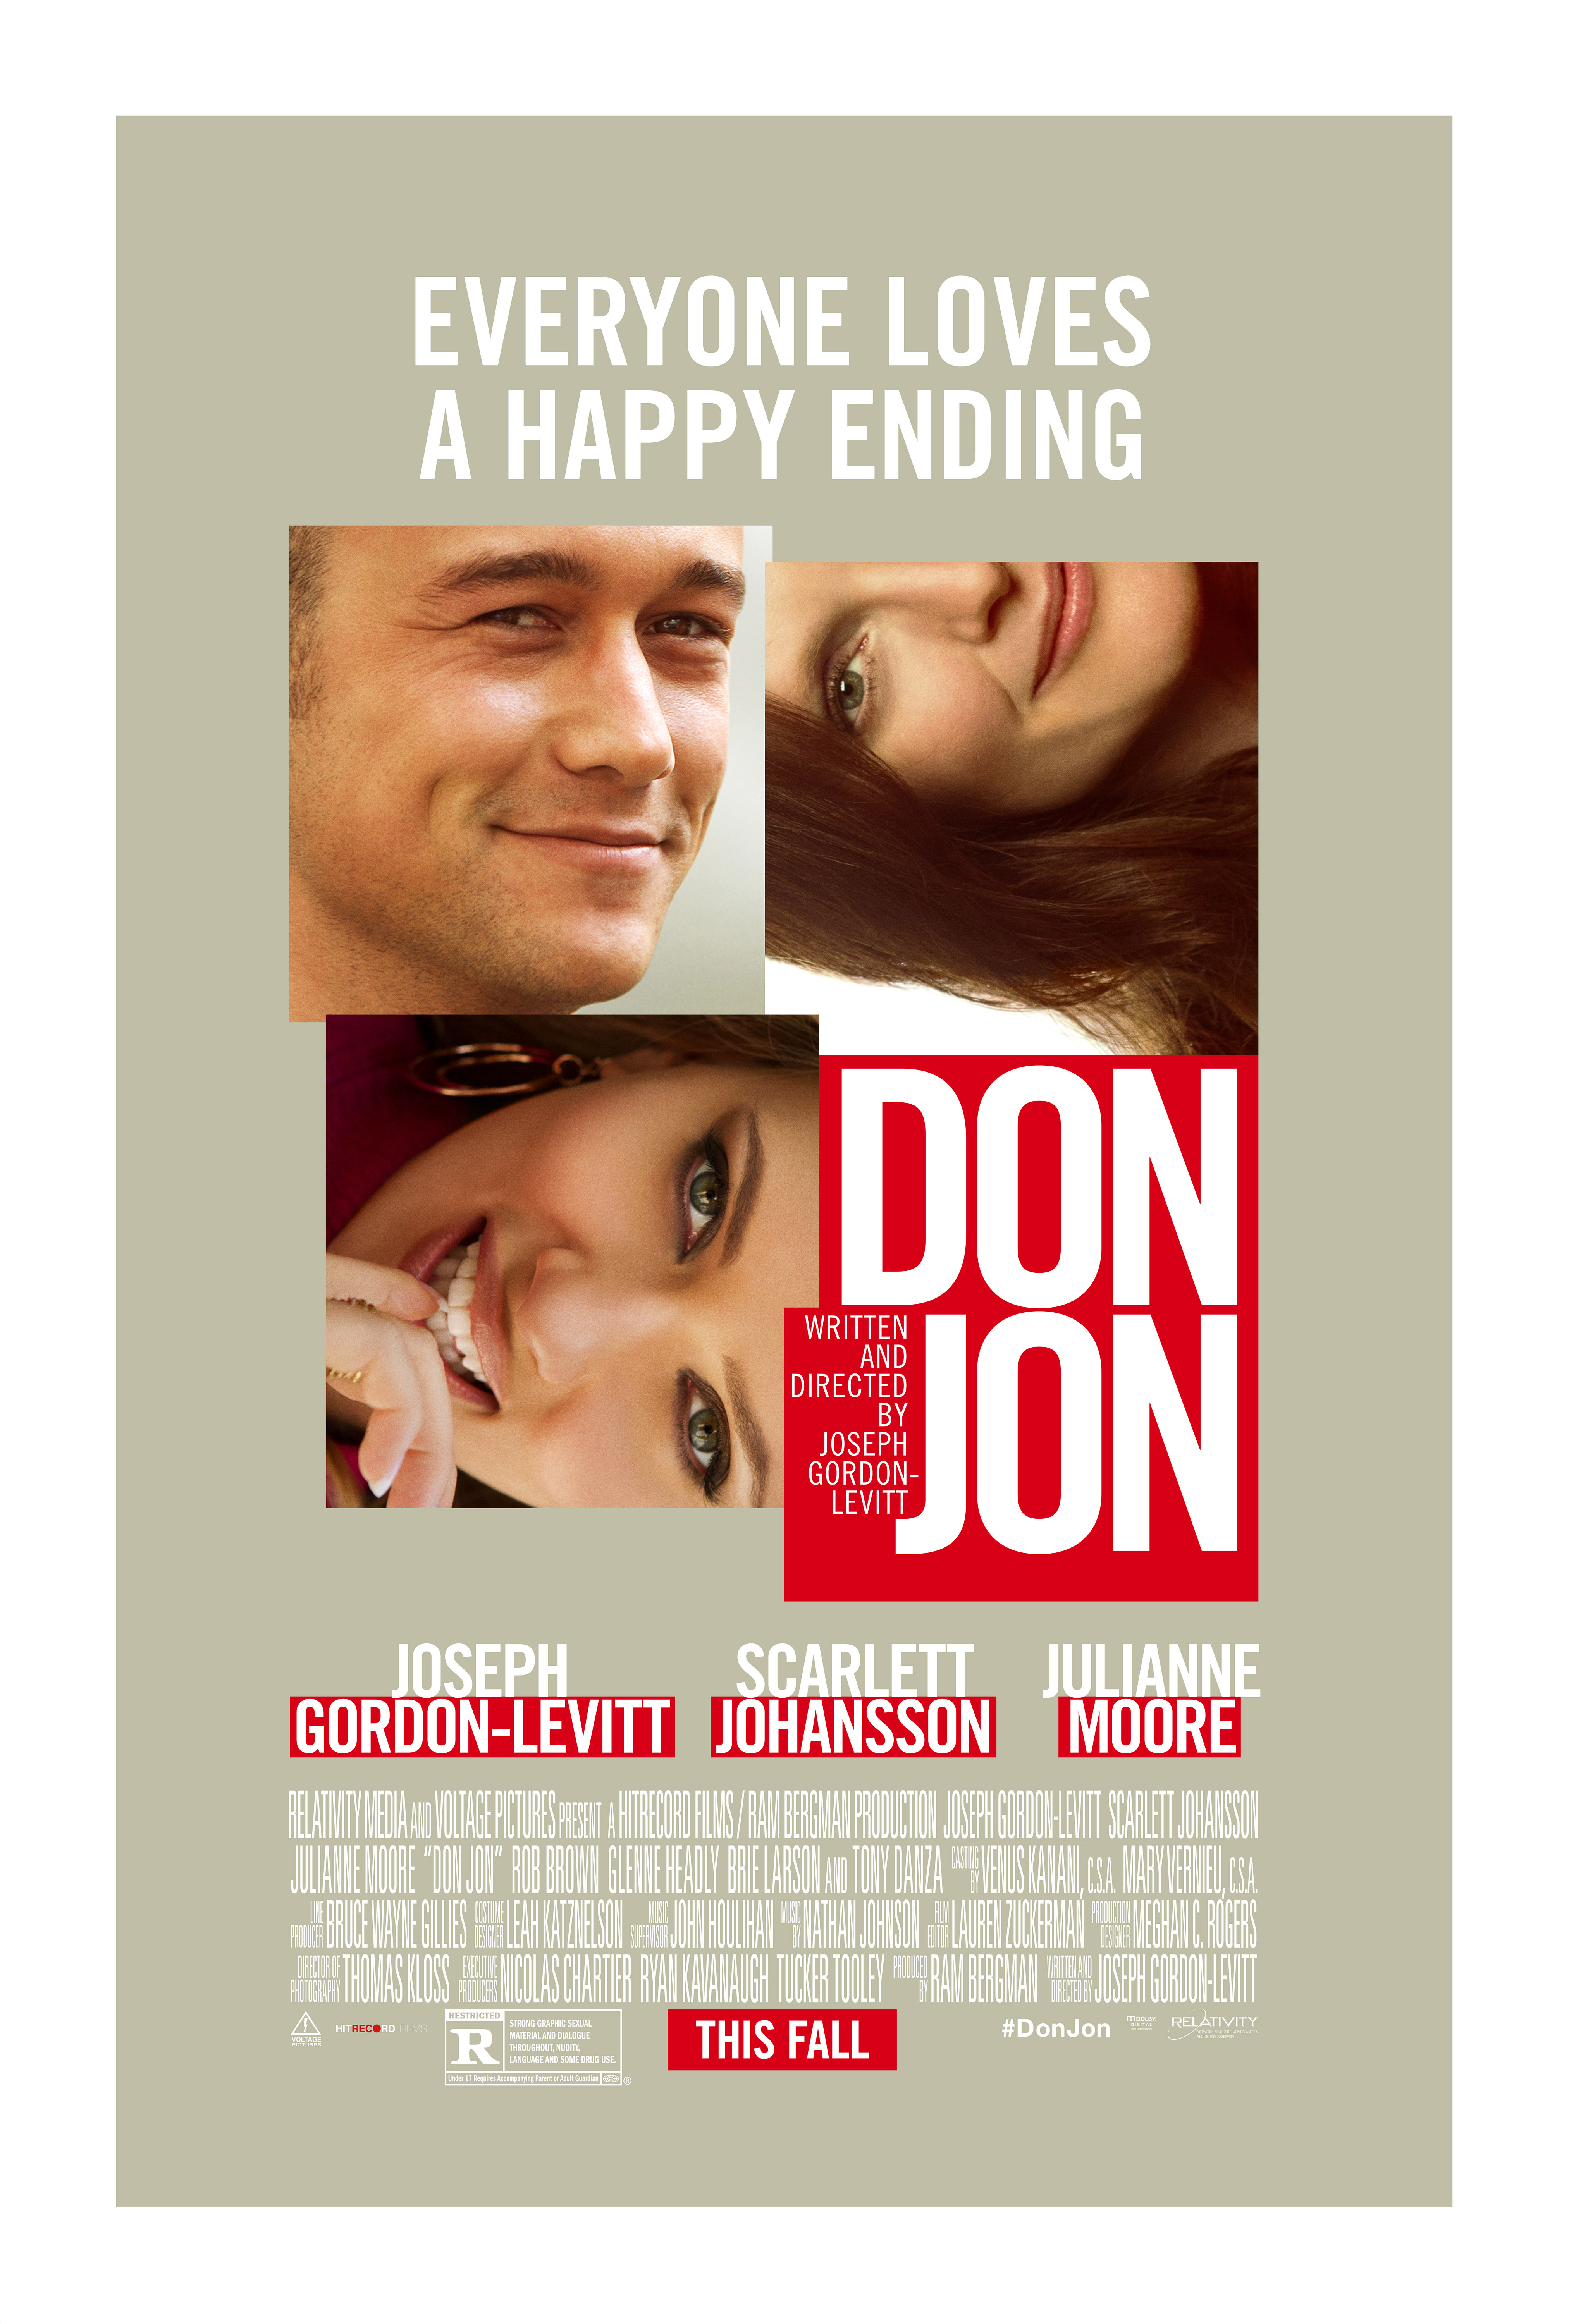 EVERYONE LOVES
A HAPPY ENDING
DON
JON
WRITTEN
AND
DIRECTED
BY
JOSEPH
GORDON-
LEVITT
JOSEPH
GORDON-LEVITT
SCARLETT
JOHANSSON
JULIANNE
MOORE
RELATIVITY MEDIA AND VOLTAGE PICTURES PRESENT A HITRECORD FILMS / RAM BERGMAN PRODUCTION JOSEPH GORDON-LEVITT SCARLETT JOHANSSON
JULIANNE MOORE “DON JON” ROB BROWN GLENNE HEADLY BRIE LARSON AND TONY DANZA CASTING BY VENUS KANANI, C.S.A. MARY VERNIEU, C.S.A.
LINE PRODUCER BRUCE WAYNE GILLIES COSTUME DESIGNER LEAH KATZNELSON MUSIC SUPERVISOR JOHN HOULIHAN MUSIC BY NATHAN JOHNSON FILM EDITOR LAUREN ZUCKERMAN PRODUCTION DESIGNER MEGHAN C. ROGERS
DIRECTOR OF PHOTOGRAPHY THOMAS KLOSS EXECUTIVE PRODUCERS NICOLAS CHARTIER RYAN KAVANAUGH TUCKER TOOLEY PRODUCED BY RAM BERGMAN WRITTEN AND DIRECTED BY JOSEPH GORDON-LEVITT
VOLTAGE
PICTURES
HITRECORD FILMS
RESTRICTED
R
STRONG GRAPHIC SEXUAL
MATERIAL AND DIALOGUE
THROUGHOUT, NUDITY,
LANGUAGE AND SOME DRUG USE.
Under 17 Requires Accompanying Parent or Adult Guardian
®
THIS FALL
#DonJon
DOLBY
DIGITAL
RELATIVITY